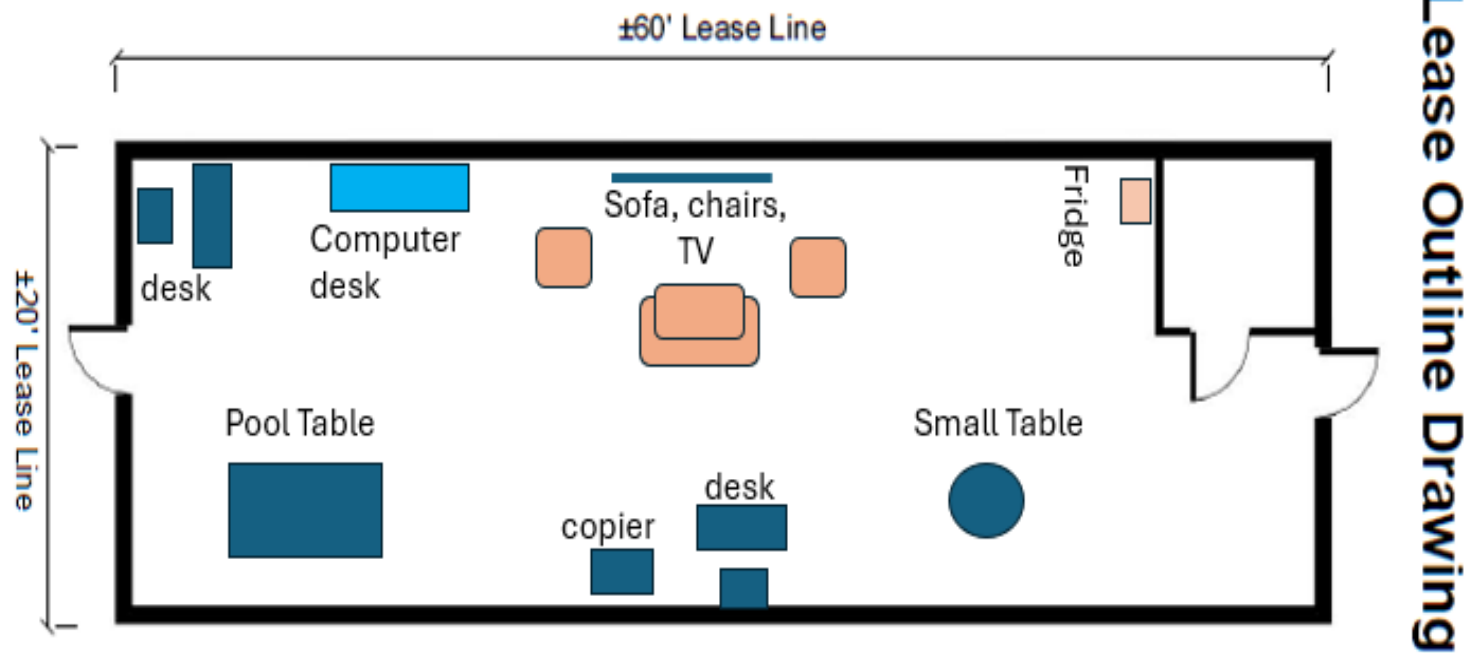 ±60' Lease Line
Lease Outline Drawing
±20' Lease Line
desk
Computer
desk
Sofa, chairs,
TV
Fridge
Pool Table
Small Table
copier
desk